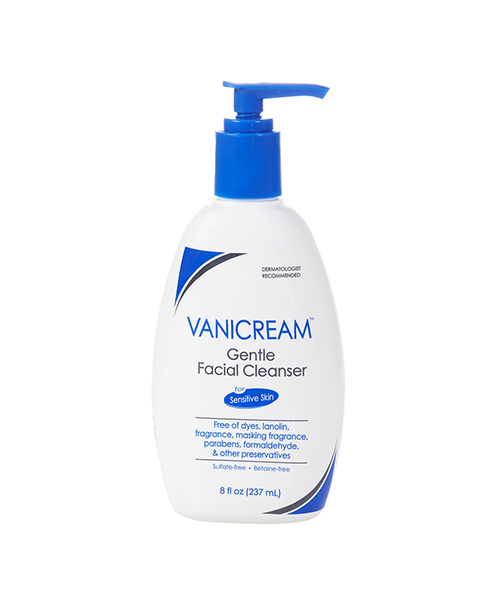 DERMATOLOGIST
RECOMMENDED
VANICREAM™
Gentle
Facial Cleanser
for
Sensitive Skin
Free of dyes, lanolin,
fragrance, masking fragrance,
parabens, formaldehyde,
& other preservatives
Sulfate-free • Betaine-free
8 fl oz (237 mL)